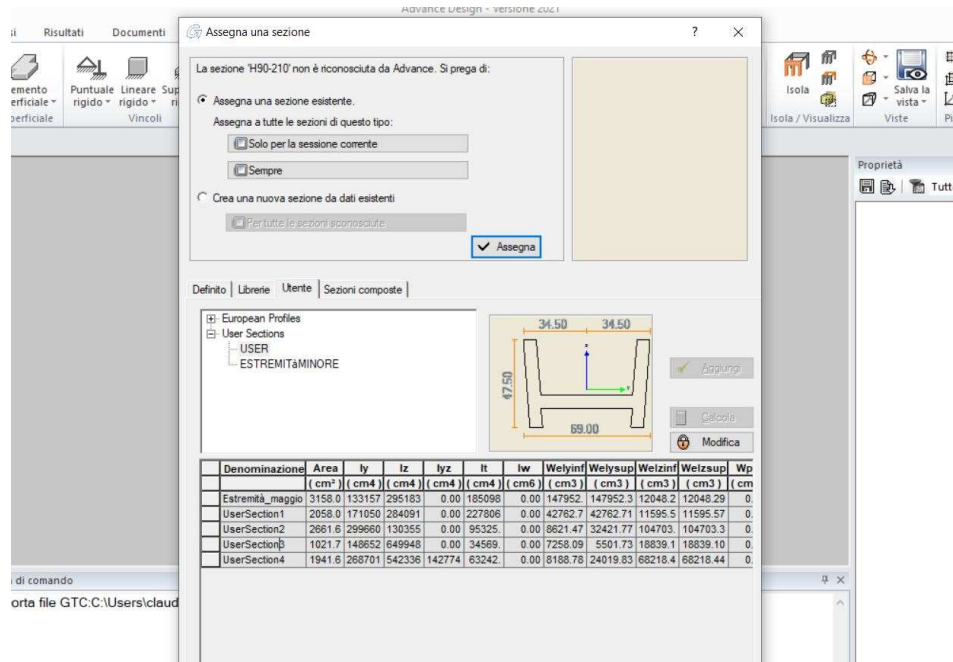 Advance Design - Versione 2021
si Risultati Documenti
Assegna una sezione ? ×
La sezione 'H90-210' non è riconosciuta da Advance. Si prega di:
Assegna una sezione esistente.
Assegna a tutte le sezioni di questo tipo:
Solo per la sessione corrente
Sempre
Crea una nuova sezione da dati esistenti
Per tutte le sezioni sconosciute
Assegna
emento
erficiale
perficiale
Puntuale Lineare Sup
rigido rigido ri
Vincoli
Isola
Isola / Visualizza
Salva la
vista
Viste
Pi
Proprietà
Tutt
Definito Librerie Utente Sezioni composte
European Profiles
User Sections
USER
ESTREMITàMINORE
34.50 34.50
47.50
69.00
Aggiungi
Calcola
Modifica
Denominazione Area Iy Iz Iyz It Iw Welyinf Welysup Welzinf Welzsup Wp
( cm² ) ( cm4 ) ( cm4 ) ( cm4 ) ( cm4 ) ( cm6 ) ( cm3 ) ( cm3 ) ( cm3 ) ( cm3 ) ( cm
Estremità_maggio 3158.0 133157 295183 0.00 185098 0.00 147952. 147952.3 12048.2 12048.29 0.
UserSection1 2058.0 171050 284091 0.00 227806 0.00 42762.7 42762.71 11595.5 11595.57 0.
UserSection2 2661.6 299660 130355 0.00 95325. 0.00 8621.47 32421.77 104703. 104703.3 0.
UserSection3 1021.7 148652 649948 0.00 34569. 0.00 7258.09 5501.73 18839.1 18839.10 0.
UserSection4 1941.6 268701 542336 142774 63242. 0.00 8188.78 24019.83 68218.4 68218.44 0.
di comando
orta file GTC:C:\Users\claud